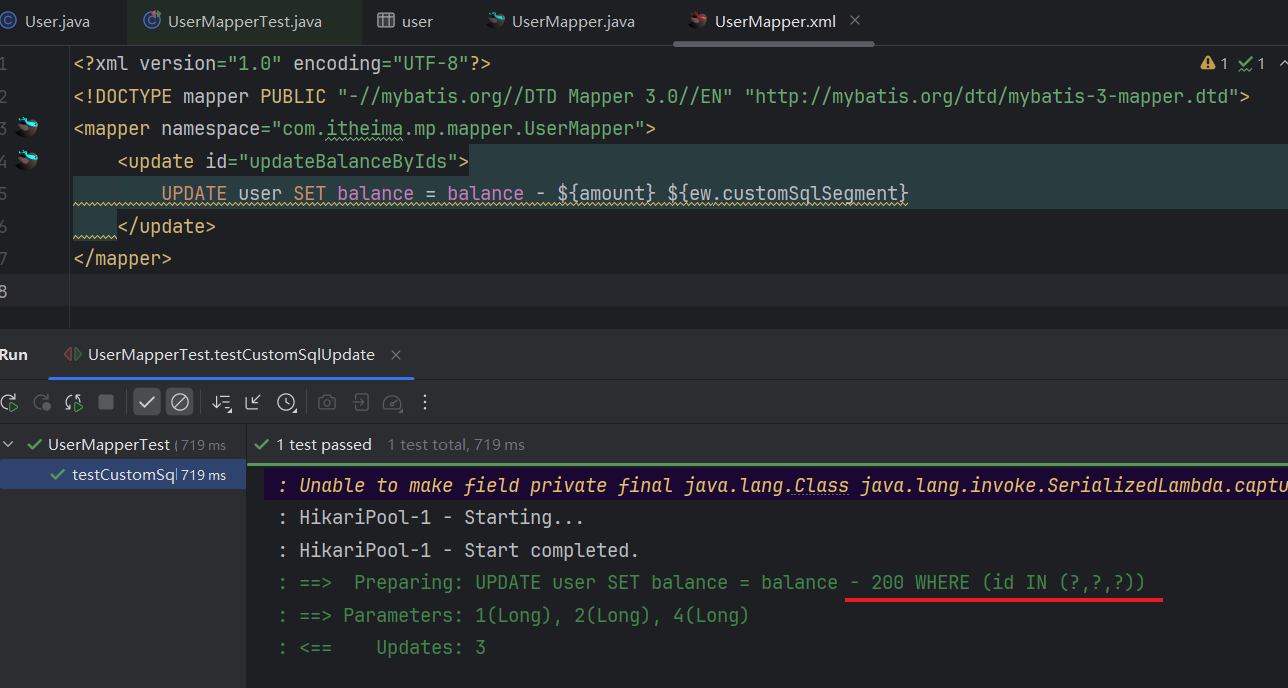 User.java UserMapperTest.java user UserMapper.java UserMapper.xml
1 <?xml version="1.0" encoding="UTF-8"?> 1 1
2 <!DOCTYPE mapper PUBLIC "-//mybatis.org//DTD Mapper 3.0//EN" "http://mybatis.org/dtd/mybatis-3-mapper.dtd">
3 <mapper namespace="com.itheima.mp.mapper.UserMapper">
4 <update id="updateBalanceByIds">
5 UPDATE user SET balance = balance - ${amount} ${ew.customSqlSegment}
6 </update>
7 </mapper>
8
Run UserMapperTest.testCustomSqlUpdate
UserMapperTest (719 ms 1 test passed 1 test total, 719 ms
testCustomSql 719 ms
: Unable to make field private final java.lang.Class java.lang.invoke.SerializedLambda.captu
: HikariPool-1 - Starting...
: HikariPool-1 - Start completed.
: ==> Preparing: UPDATE user SET balance = balance - 200 WHERE (id IN (?,?,?))
: ==> Parameters: 1(Long), 2(Long), 4(Long)
: <== Updates: 3